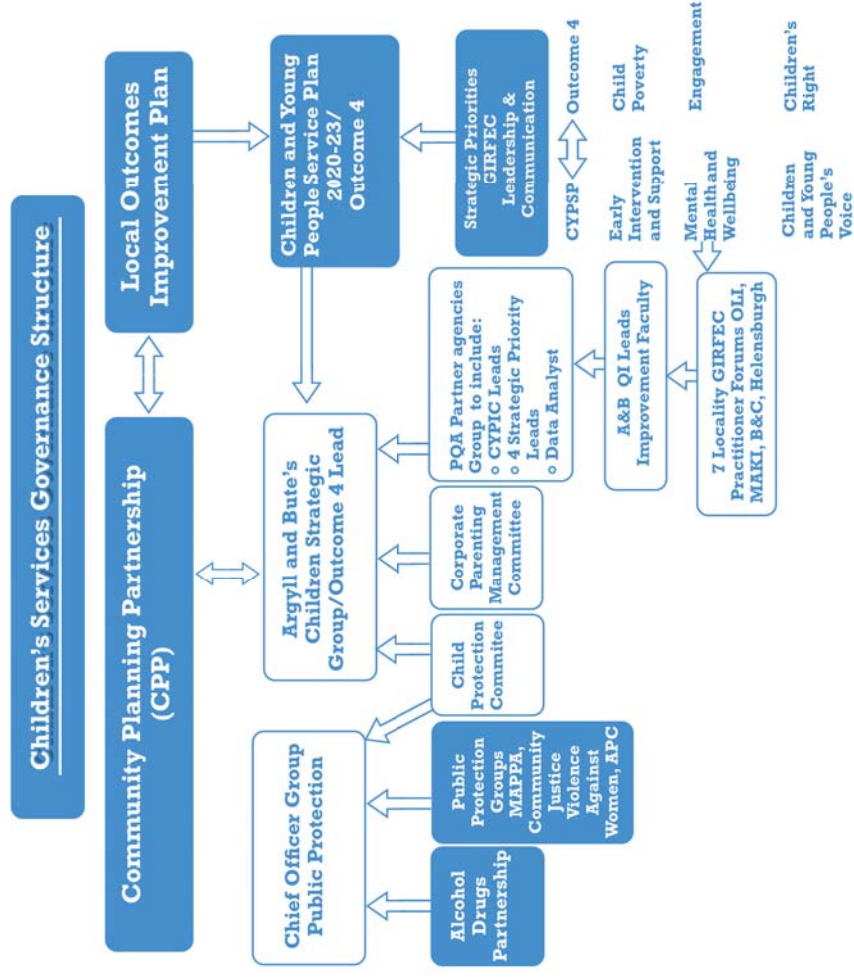 Children's Services Governance Structure
Community Planning Partnership
(CPP)
Local Outcomes
Improvement Plan
Chief Officer Group
Public Protection
Argyll and Bute's
Children Strategic
Group/Outcome 4 Lead
Children and Young
People Service Plan
2020-23/
Outcome 4
Alcohol
Drugs
Partnership
Public
Protection
Groups
MAPPA,
Community
Justice
Violence
Against
Women, APC
Child
Protection
Commitee
Corporate
Parenting
Management
Committee
PQA Partner agencies
Group to include:
o CYPIC Leads
o 4 Strategic Priority
Leads
o Data Analyst
Strategic Priorities
GIRFEC
Leadership &
Communication
A&B QI Leads
Improvement Faculty
7 Locality GIRFEC
Practitioner Forums OLI,
MAKI, B&C, Helensburgh
CYPSP
Outcome 4
Early
Intervention
and Support
Child
Poverty
Mental
Healthand
Wellbeing
Engagement
Children
and Young
People's
Voice
Children's
Right